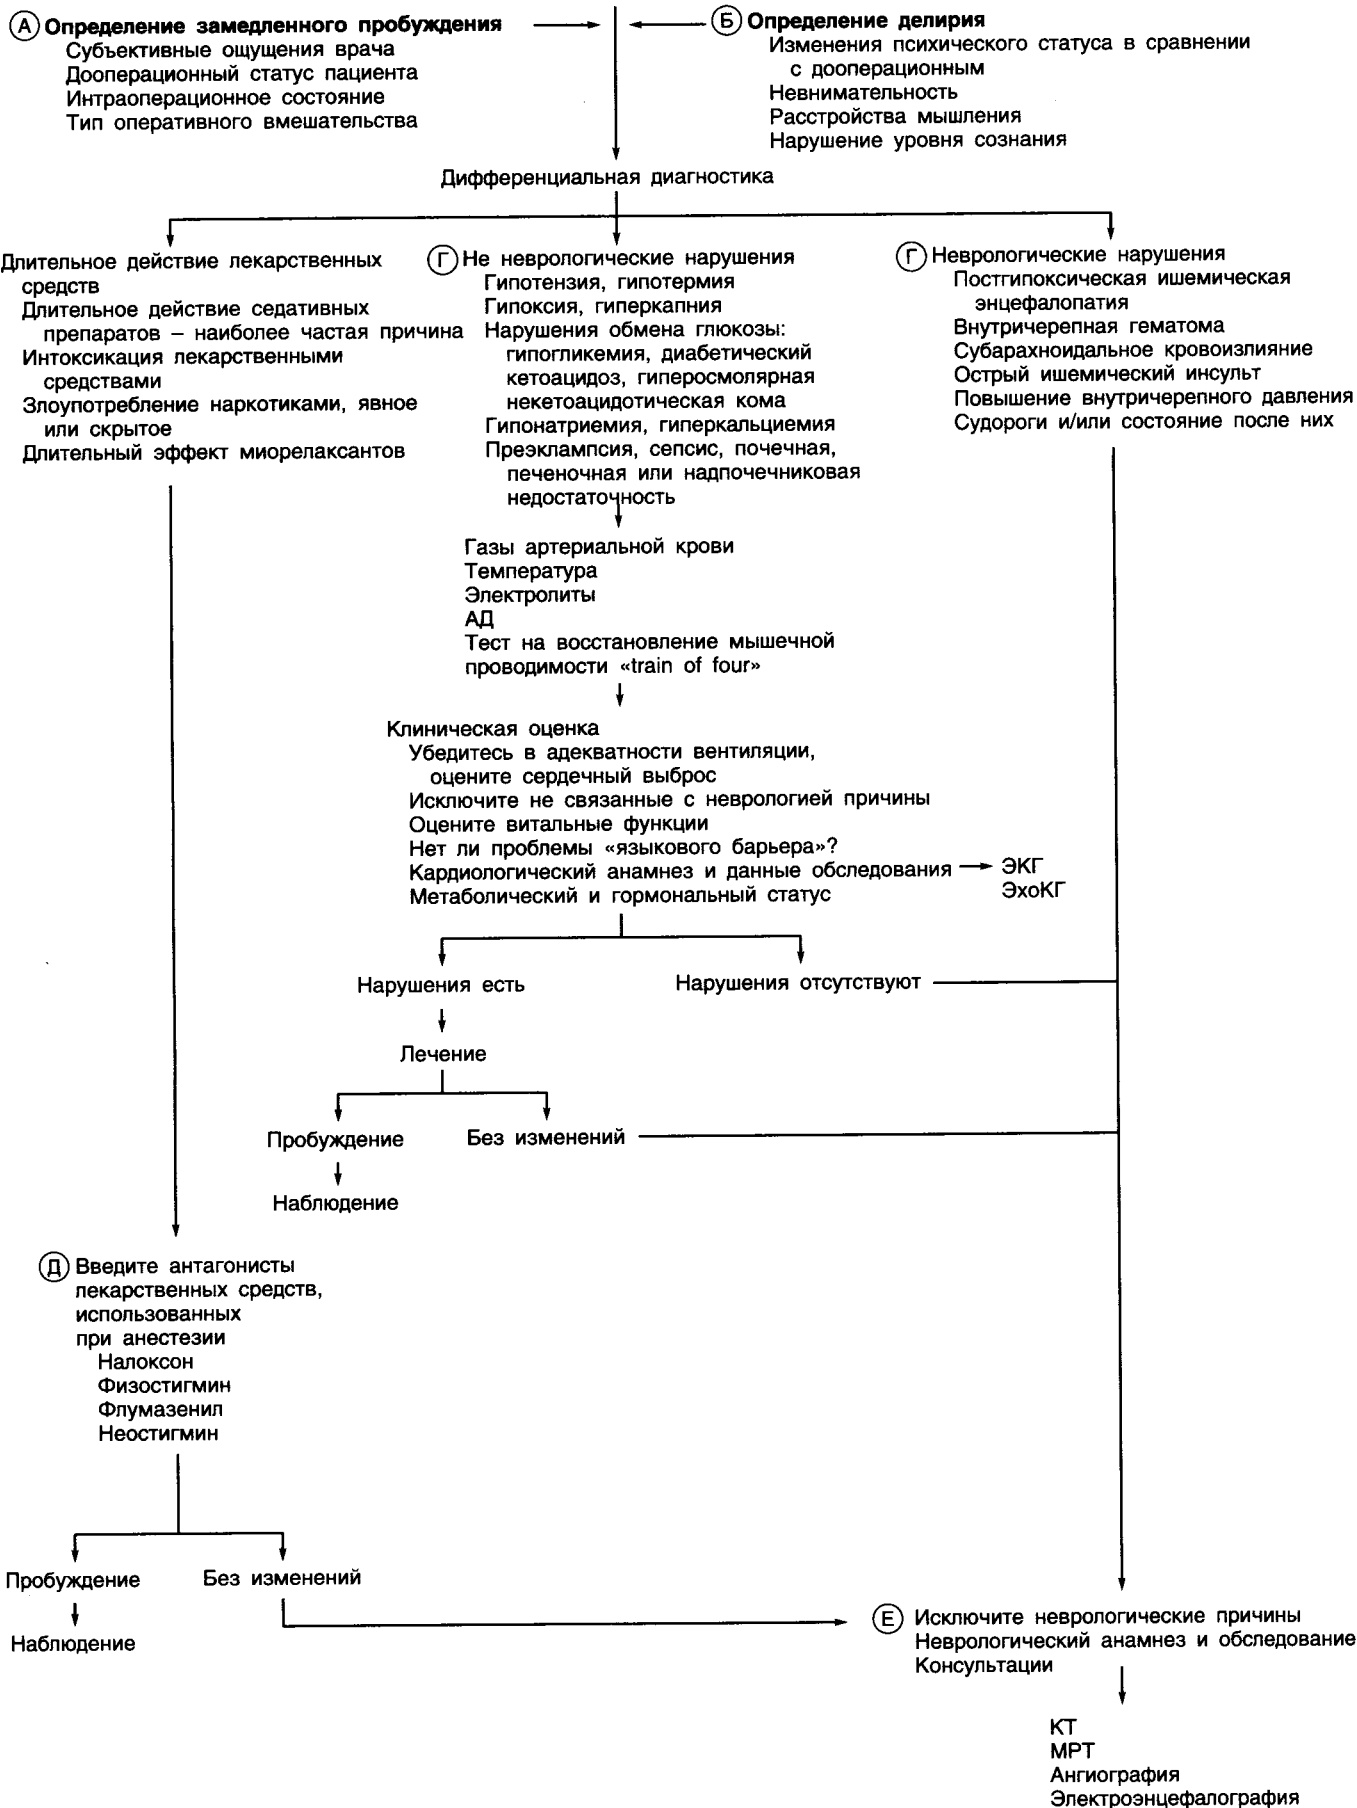 А Определение замедленного пробуждения
Субъективные ощущения врача
Дооперационный статус пациента
Интраоперационное состояние
Тип оперативного вмешательства
Б Определение делирия
Изменения психического статуса в сравнении
с дооперационным
Невнимательность
Расстройства мышления
Нарушение уровня сознания
Дифференциальная диагностика
Длительное действие лекарственных
средств
Длительное действие седативных
препаратов – наиболее частая причина
Интоксикация лекарственными
средствами
Злоупотребление наркотиками, явное
или скрытое
Длительный эффект миорелаксантов
Г Не неврологические нарушения
Гипотензия, гипотермия
Гипоксия, гиперкапния
Нарушения обмена глюкозы:
гипогликемия, диабетический
кетоацидоз, гиперосмолярная
некетоацидотическая кома
Гипонатриемия, гиперкальциемия
Преэклампсия, сепсис, почечная,
печеночная или надпочечниковая
недостаточность
Г Неврологические нарушения
Постгипоксическая ишемическая
энцефалопатия
Внутричерепная гематома
Субарахноидальное кровоизлияние
Острый ишемический инсульт
Повышение внутричерепного давления
Судороги и/или состояние после них
Газы артериальной крови
Температура
Электролиты
АД
Тест на восстановление мышечной
проводимости «train of four»
Клиническая оценка
Убедитесь в адекватности вентиляции,
оцените сердечный выброс
Исключите не связанные с неврологией причины
Оцените витальные функции
Нет ли проблемы «языкового барьера»?
Кардиологический анамнез и данные обследования
ЭКГ
ЭхоКГ
Метаболический и гормональный статус
Нарушения есть
Нарушения отсутствуют
Лечение
Пробуждение
Без изменений
Наблюдение
Д Введите антагонисты
лекарственных средств,
использованных
при анестезии
Налоксон
Физостигмин
Флумазенил
Неостигмин
Пробуждение
Без изменений
Наблюдение
Е Исключите неврологические причины
Неврологический анамнез и обследование
Консультации
КТ
МРТ
Ангиография
Электроэнцефалография